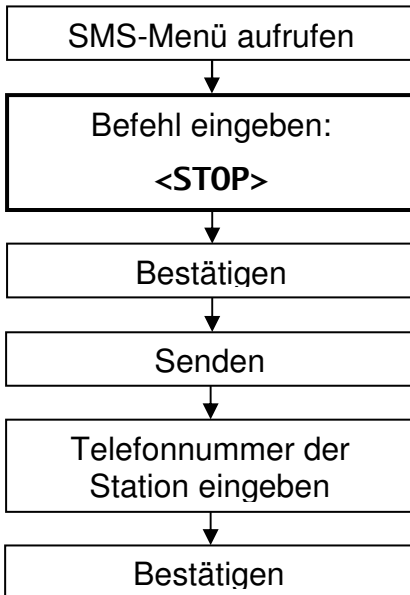 SMS-Menü aufrufen
Befehl eingeben:
<STOP>
Bestätigen
Senden
Telefonnummer der
Station eingeben
Bestätigen